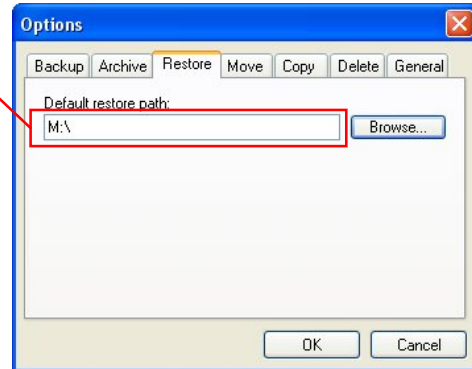 Options
Backup Archive Restore Move Copy Delete General
Default restore path:
M:\ Browse...
OK Cancel